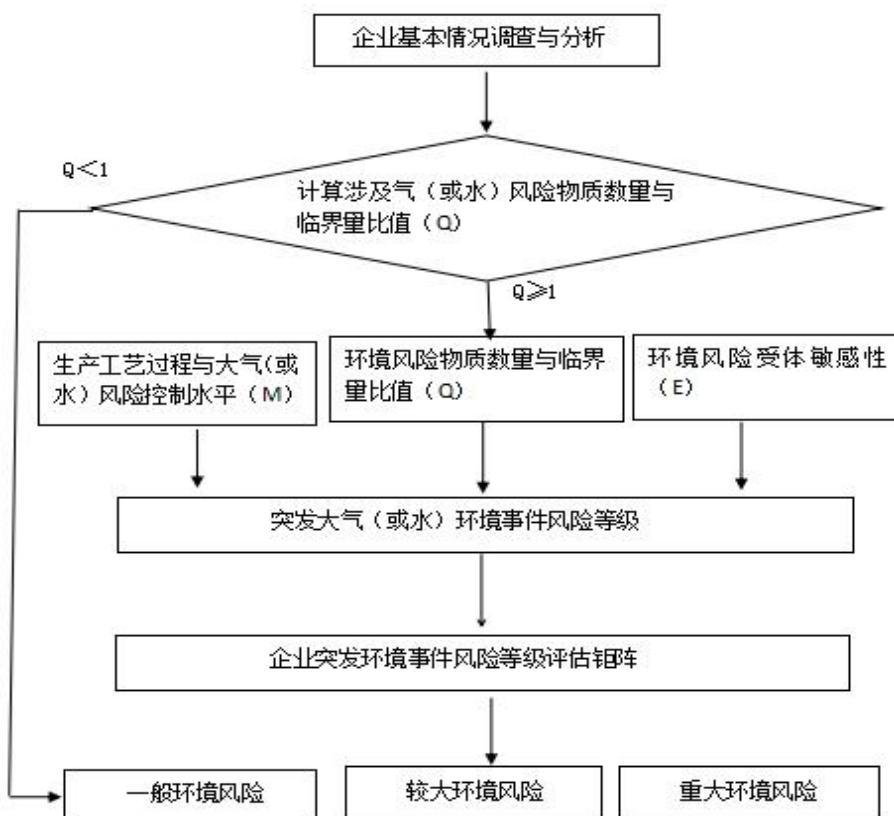 企业基本情况调查与分析
Q＜1
计算涉及气（或水）风险物质数量与
临界量比值（Q）
Q≥1
生产工艺过程与大气(或
水）风险控制水平（M）
环境风险物质数量与临界
量比值（Q）
环境风险受体敏感性
（E）
突发大气（或水）环境事件风险等级
企业突发环境事件风险等级评估钜阵
一般环境风险
较大环境风险
重大环境风险